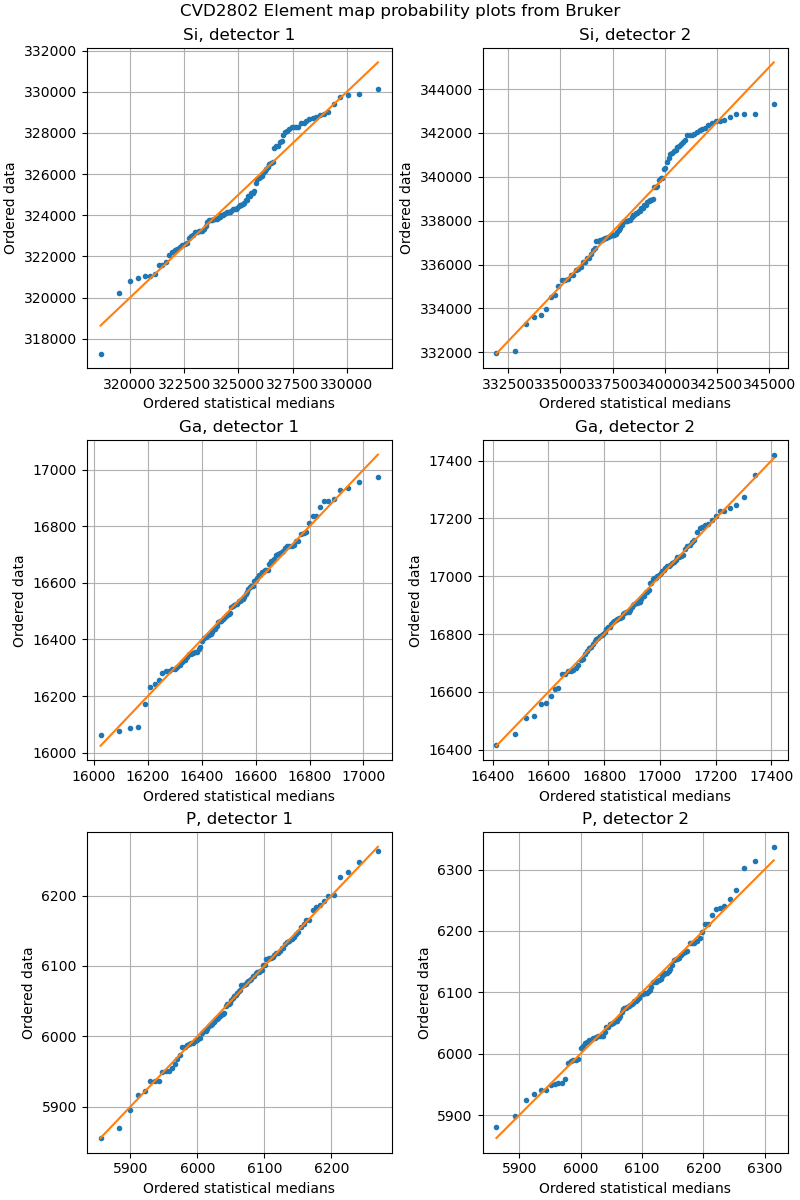 CVD2802 Element map probability plots from Bruker
Si, detector 1
Ordered data
332000
330000
328000
326000
324000
322000
320000
318000
320000 322500 325000 327500 330000
Ordered statistical medians
Si, detector 2
Ordered data
344000
342000
340000
338000
336000
334000
332000
332500 335000 337500 340000 342500 345000
Ordered statistical medians
Ga, detector 1
Ordered data
17000
16800
16600
16400
16200
16000
16000 16200 16400 16600 16800 17000
Ordered statistical medians
Ga, detector 2
Ordered data
17400
17200
17000
16800
16600
16400
16400 16600 16800 17000 17200 17400
Ordered statistical medians
P, detector 1
Ordered data
6200
6100
6000
5900
5900 6000 6100 6200
Ordered statistical medians
P, detector 2
Ordered data
6300
6200
6100
6000
5900
5900 6000 6100 6200 6300
Ordered statistical medians